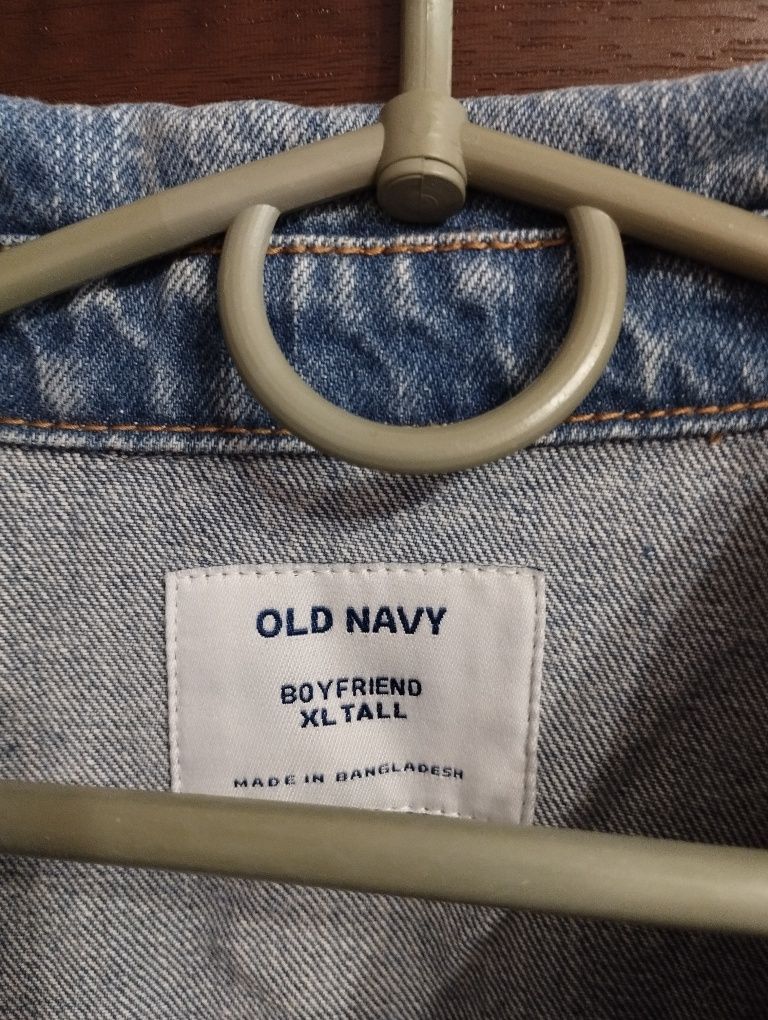 OLD NAVY
BOYFRIEND
XL TALL
MADE IN BANGLADESH